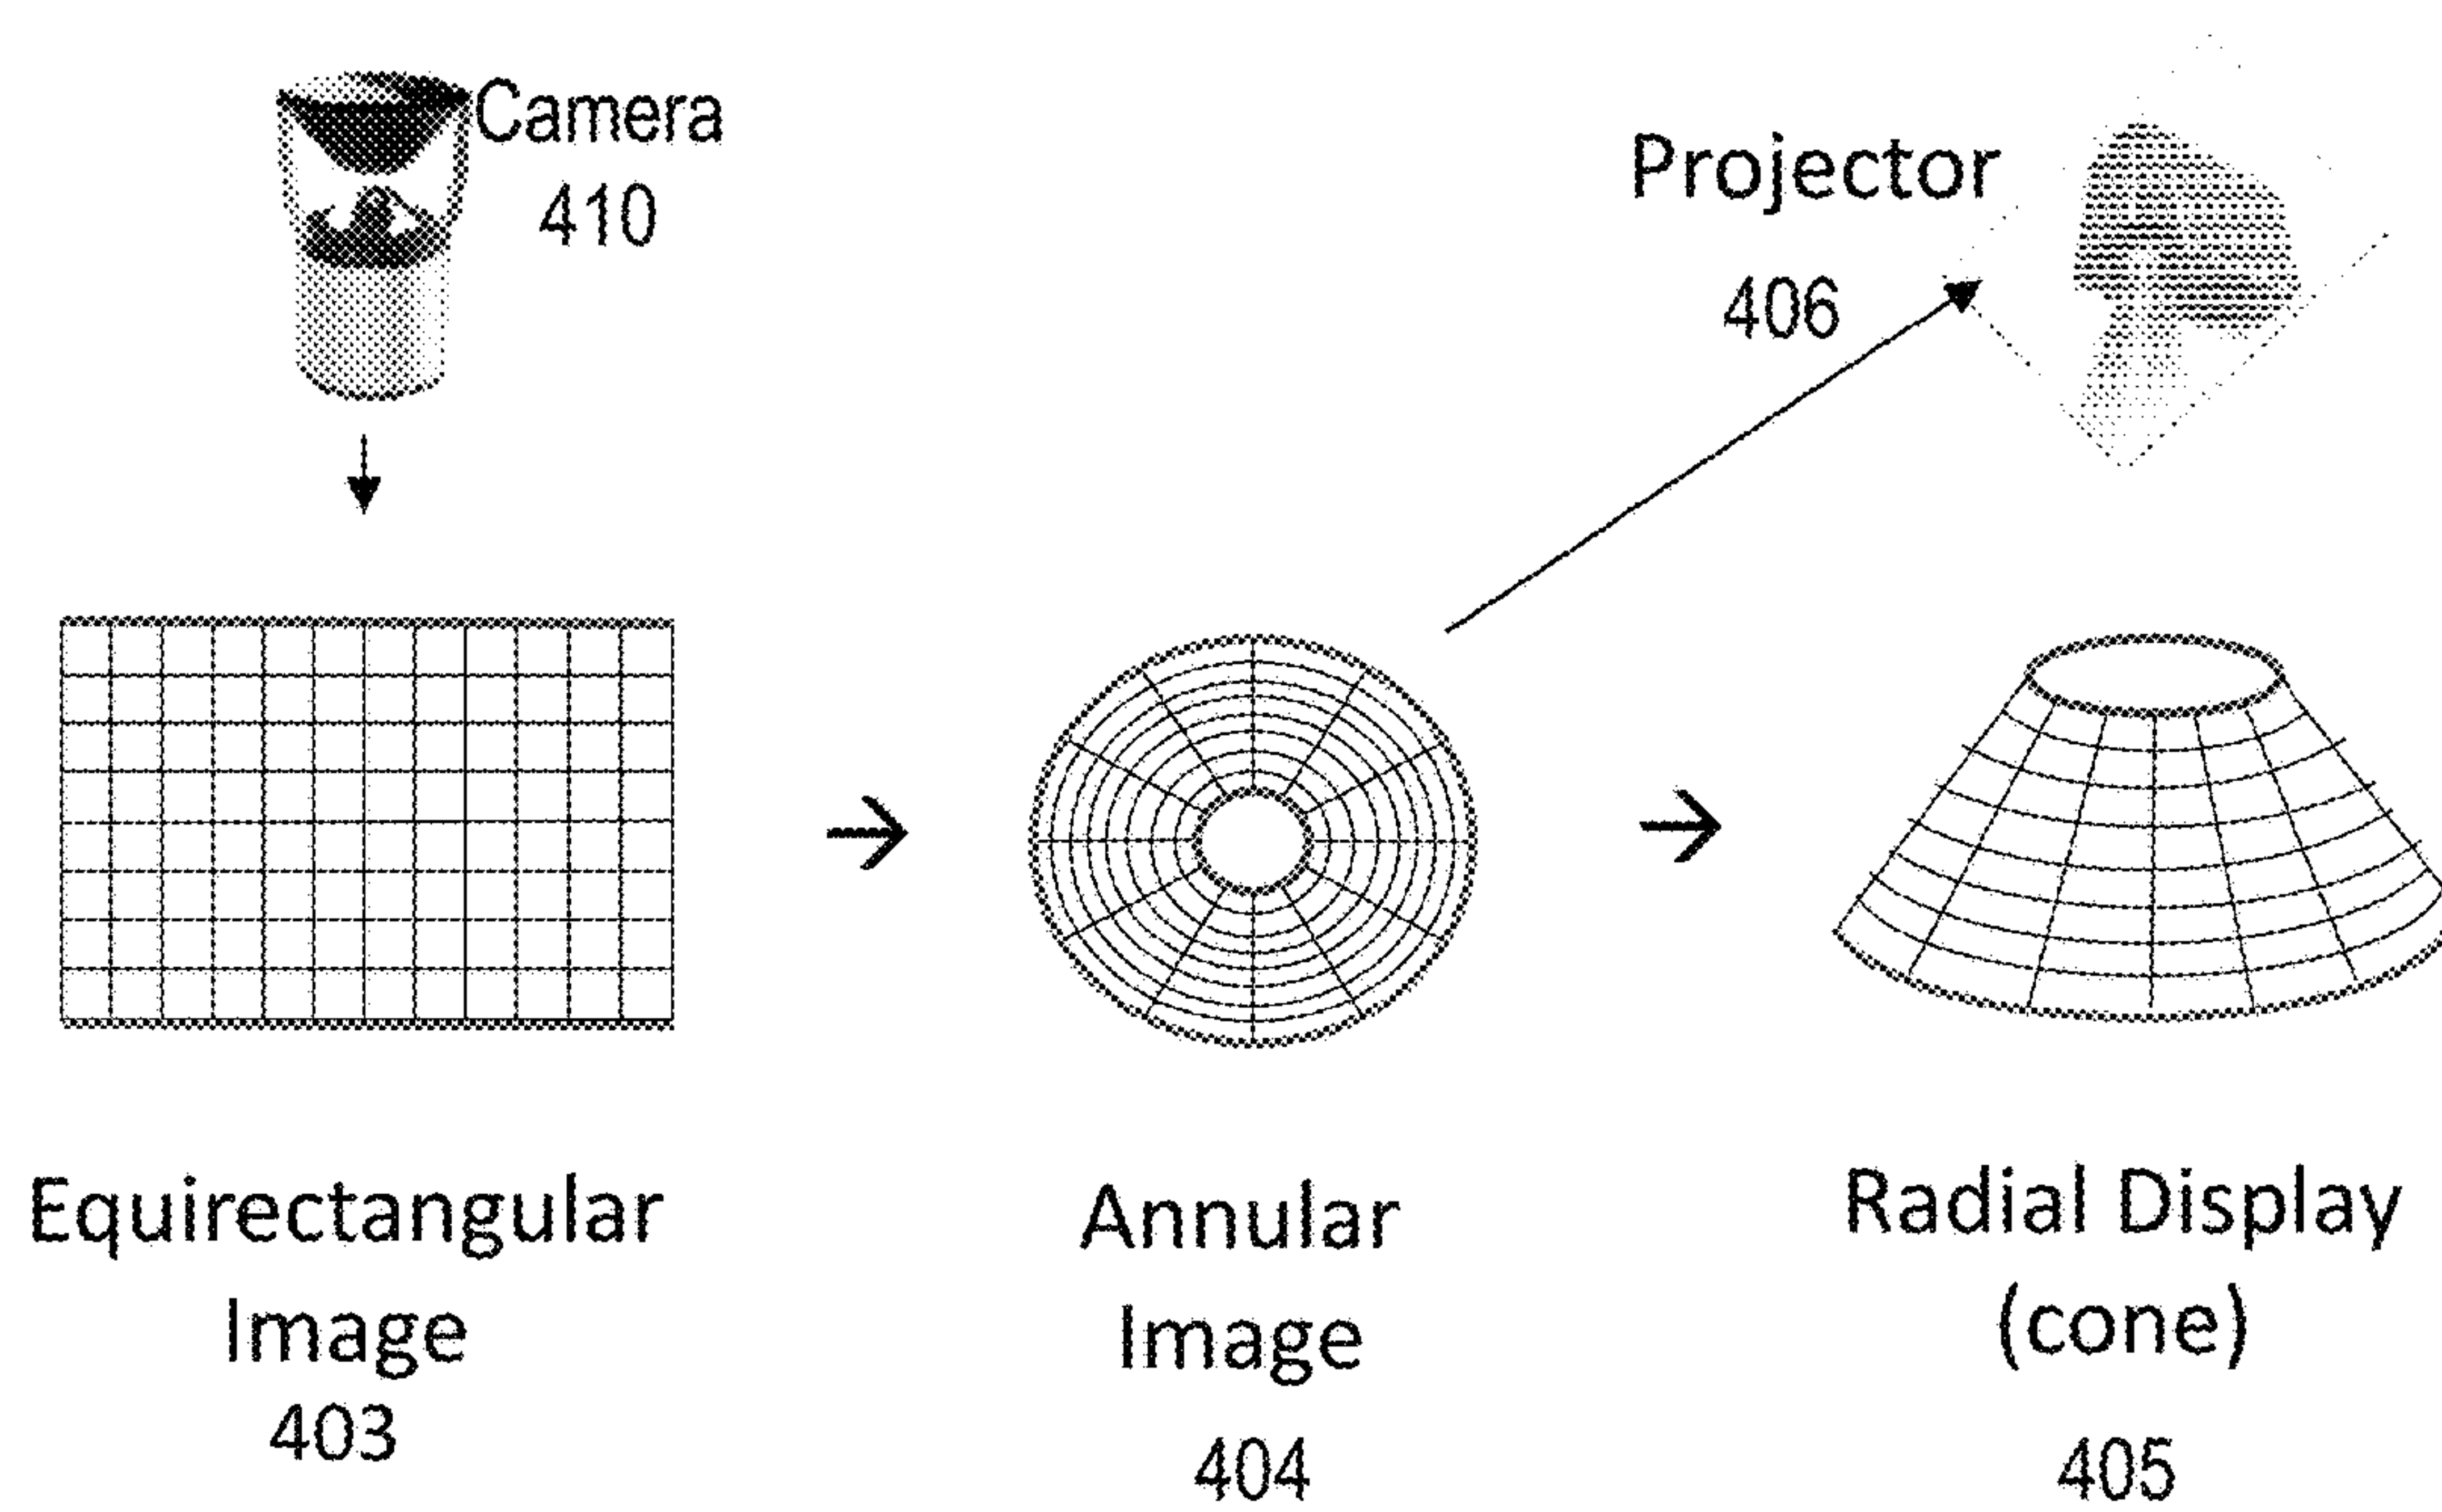 Camera
410
Projector
406
Equirectangular
Image
403
Annular
Image
404
Radial Display
(cone)
405